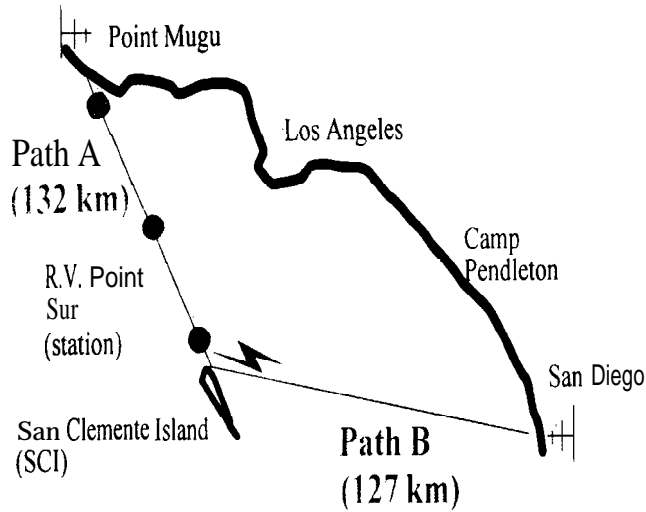 Point Mugu
Los Angeles
Path A
(132 km)
Camp
Pendleton
R.V. Point
Sur
(station)
San Diego
San Clemente Island
(SCI)
Path B
(127 km)